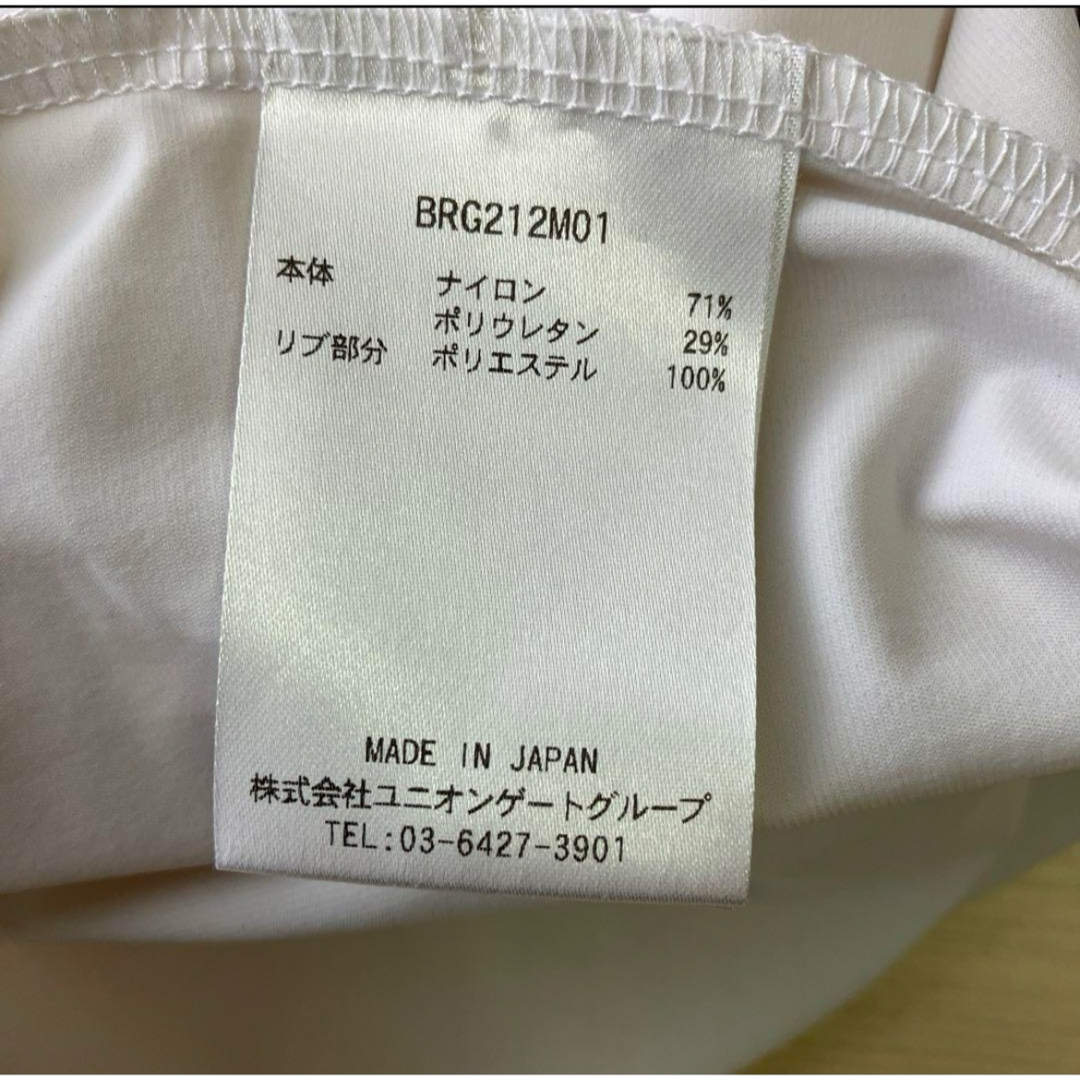 BRG212M01
本体 ナイロン 71%
ポリウレタン 29%
リブ部分 ポリエステル 100%
MADE IN JAPAN
株式会社ユニオンゲートグループ
TEL:03-6427-3901